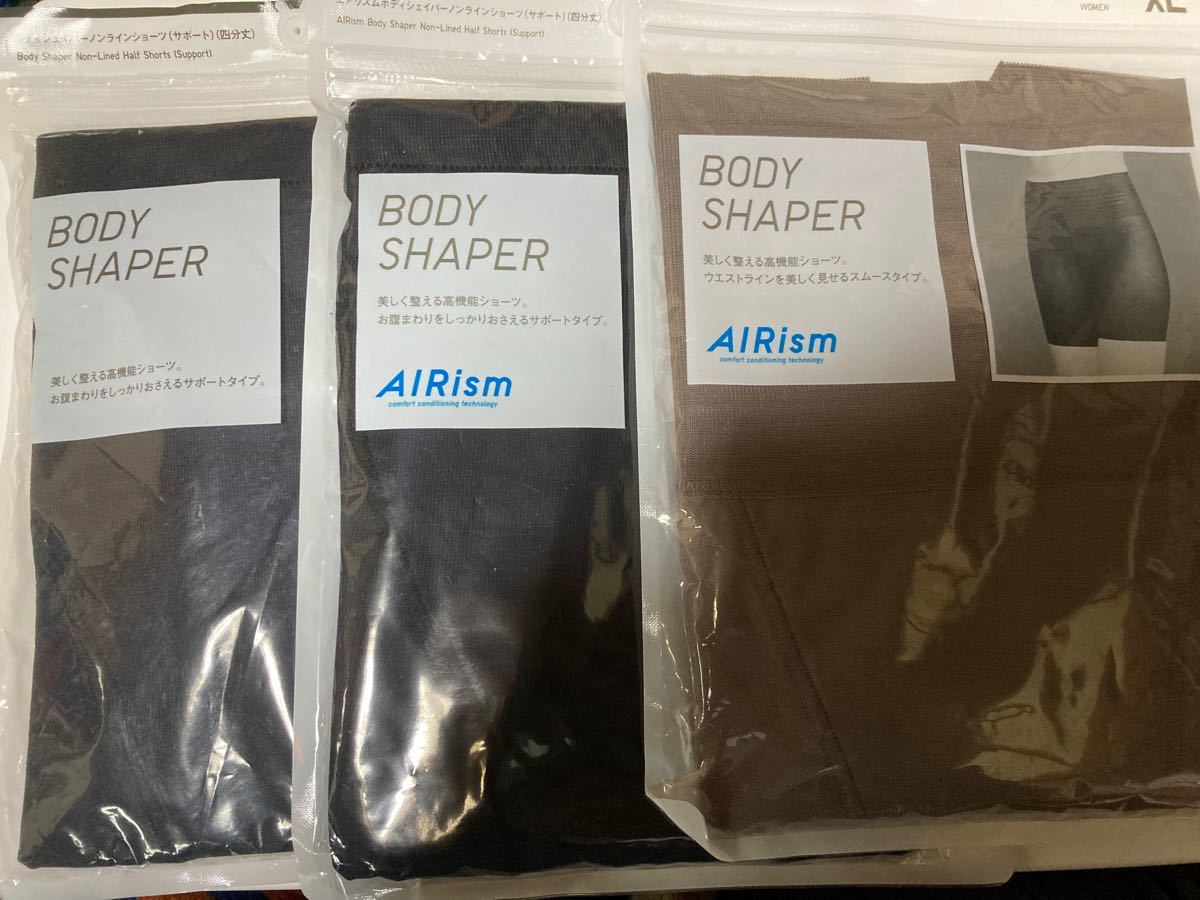 ディシェイパーノンラインショーツ(サポート)(四分丈)
Body Shaper Non-Lined Half Shorts (Support)
BODY
SHAPER
美しく整える高機能ショーツ。
お腹まわりをしっかりおさえるサポートタイプ。
エアリズムボディシェイパーノンラインショーツ(サポート)(四分丈)
AIRism Body Shaper Non-Lined Half Shorts (Support)
BODY
SHAPER
美しく整える高機能ショーツ。
お腹まわりをしっかりおさえるサポートタイプ。
AIRism
comfort conditioning technology
WOMEN
XL
BODY
SHAPER
美しく整える高機能ショーツ。
ウエストラインを美しく見せるスムースタイプ。
AIRism
comfort conditioning technology